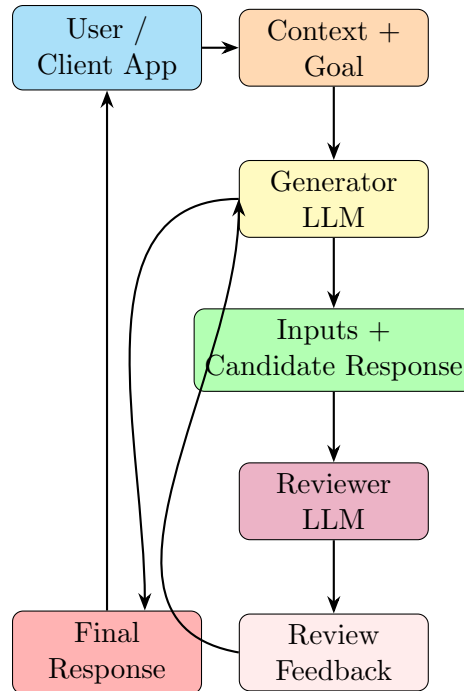 User /
Client App
Context +
Goal
Generator
LLM
Inputs +
Candidate Response
Reviewer
LLM
Final
Response
Review
Feedback